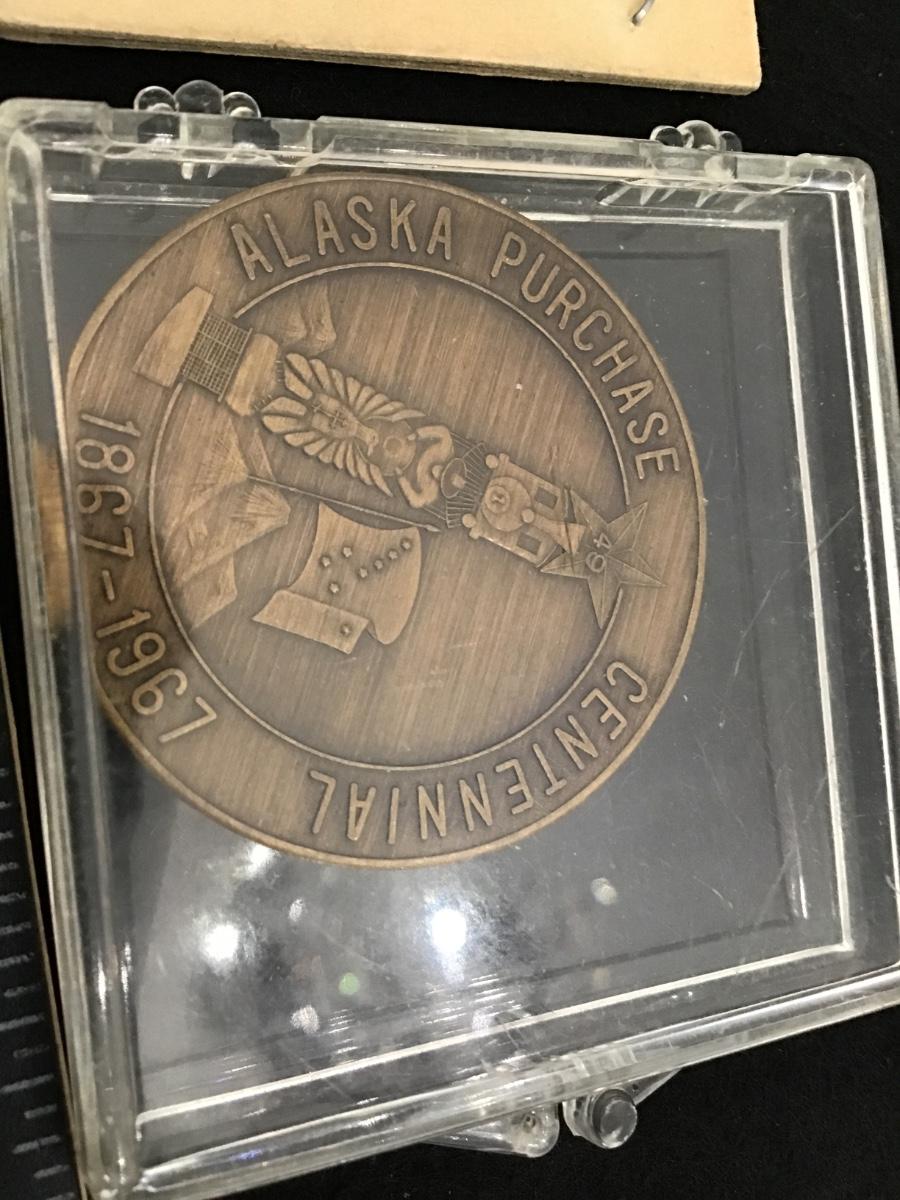 ALASKA PURCHASE
CENTENNIAL
1867-1967
49